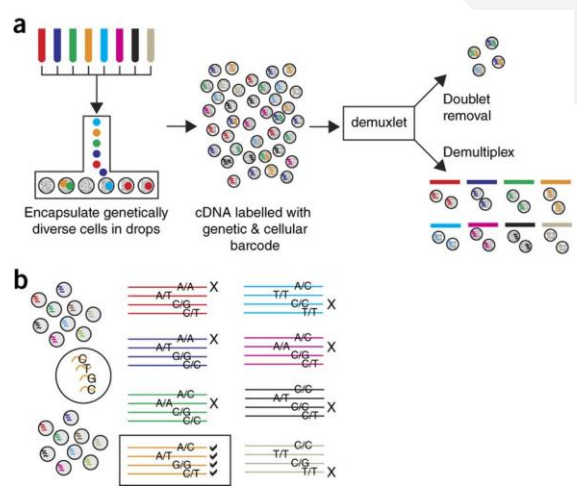 a
demuxlet
Doublet
removal
Demultiplex
Encapsulate genetically
diverse cells in drops
cDNA labelled with
genetic & cellular
barcode
b
C
T
G
C
A/A X
A/T
C/G
C/T
A/A X
A/T
G/G
C/C
A/C
A/A X
C/G
C/C
A/C ✓
A/T ✓
G/G ✓
C/T ✓
A/C
T/T
C/C X
T/T
A/C
A/A X
C/G
C/T
C/C
A/T
C/C X
C/T
C/C
T/T
C/G
T/T X